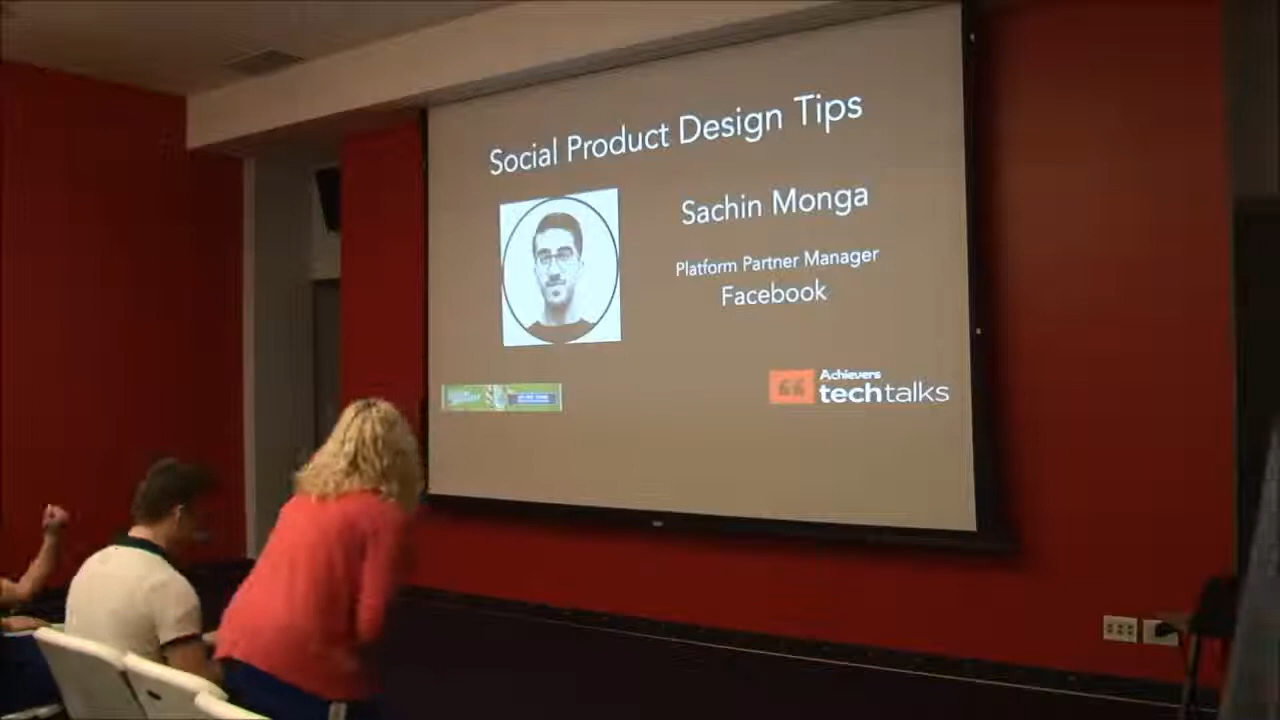 Social Product Design Tips
Sachin Monga
Platform Partner Manager
Facebook
Achievers
techtalks